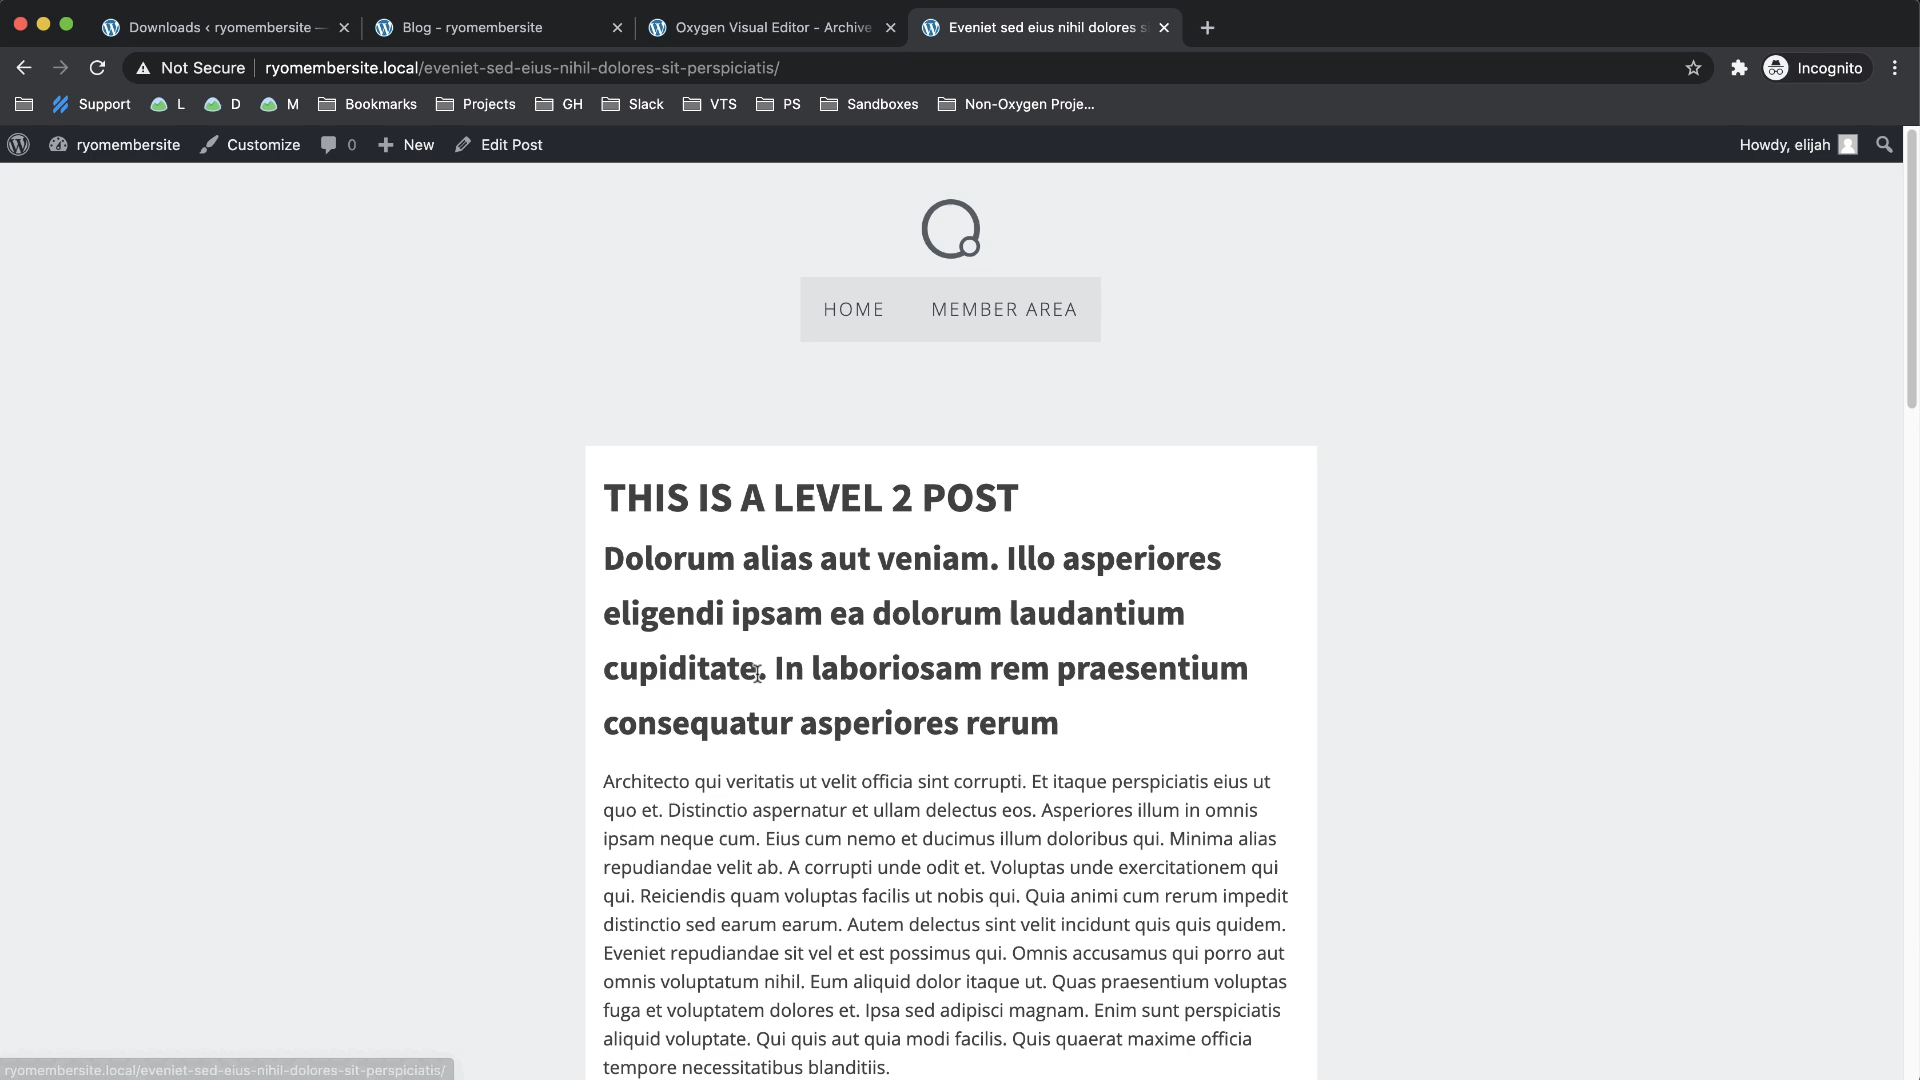 Downloads ‹ ryomembersite —
Blog - ryomembersite
Oxygen Visual Editor - Archive
Eveniet sed eius nihil dolores s
Not Secure
ryomembersite.local/eveniet-sed-eius-nihil-dolores-sit-perspiciatis/
Incognito
Support
L
D
M
Bookmarks
Projects
GH
Slack
VTS
PS
Sandboxes
Non-Oxygen Proje...
ryomembersite
Customize
0
New
Edit Post
Howdy, elijah
HOME
MEMBER AREA
THIS IS A LEVEL 2 POST
Dolorum alias aut veniam. Illo asperiores
eligendi ipsam ea dolorum laudantium
cupiditate. In laboriosam rem praesentium
consequatur asperiores rerum
Architecto qui veritatis ut velit officia sint corrupti. Et itaque perspiciatis eius ut
quo et. Distinctio aspernatur et ullam delectus eos. Asperiores illum in omnis
ipsam neque cum. Eius cum nemo et ducimus illum doloribus qui. Minima alias
repudiandae velit ab. A corrupti unde odit et. Voluptas unde exercitationem qui
qui. Reiciendis quam voluptas facilis ut nobis qui. Quia animi cum rerum impedit
distinctio sed earum earum. Autem delectus sint velit incidunt quis quis quidem.
Eveniet repudiandae sit vel et est possimus qui. Omnis accusamus qui porro aut
omnis voluptatum nihil. Eum aliquid dolor itaque ut. Quas praesentium voluptas
fuga et voluptatem dolores et. Ipsa sed adipisci magnam. Enim sunt perspiciatis
aliquid voluptate. Qui quis aut quia modi facilis. Quis quaerat maxime officia
tempore necessitatibus blanditiis.
ryomembersite.local/eveniet-sed-eius-nihil-dolores-sit-perspiciatis/